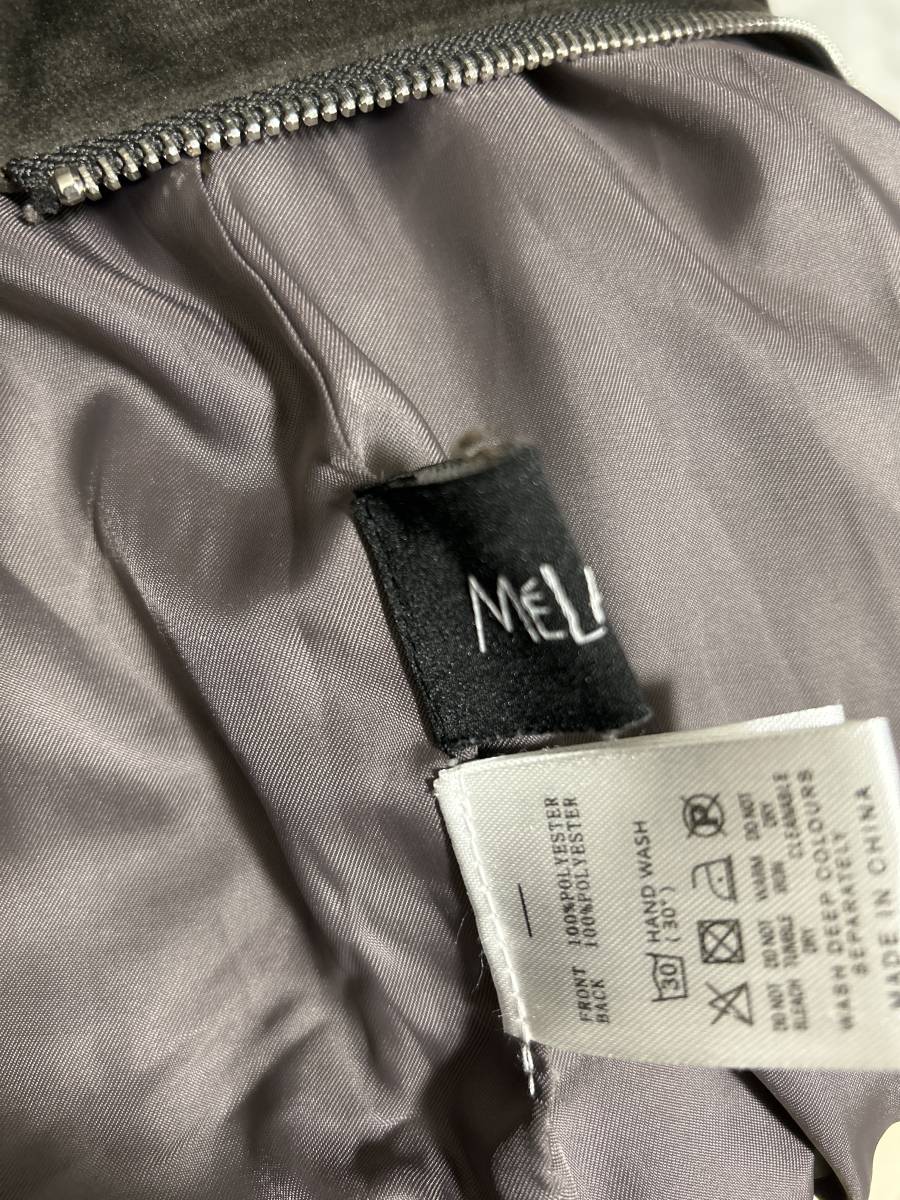 MÉLI
FRONT 100%POLYESTER
BACK 100%POLYESTER
30 HAND WASH
(30°)
DO NOT BLEACH
DO NOT TUMBLE DRY
WARM IRON
DO NOT DRY CLEANABLE
P
WASH DEEP COLOURS
SEPARATELY
MADE IN CHINA